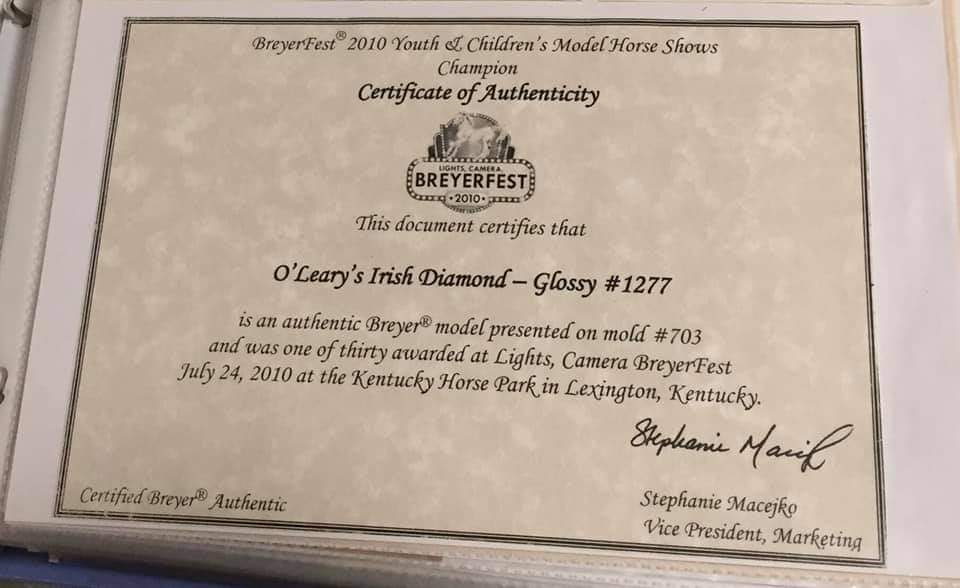 BreyerFest® 2010 Youth & Children's Model Horse Shows
Champion
Certificate of Authenticity
LIGHTS, CAMERA,
BREYERFEST
•2010•
This document certifies that
O'Leary's Irish Diamond – Glossy #1277
is an authentic Breyer® model presented on mold #703
and was one of thirty awarded at Lights, Camera BreyerFest
July 24, 2010 at the Kentucky Horse Park in Lexington, Kentucky.
Stephanie Macejko
Certified Breyer® Authentic
Stephanie Macejko
Vice President, Marketing